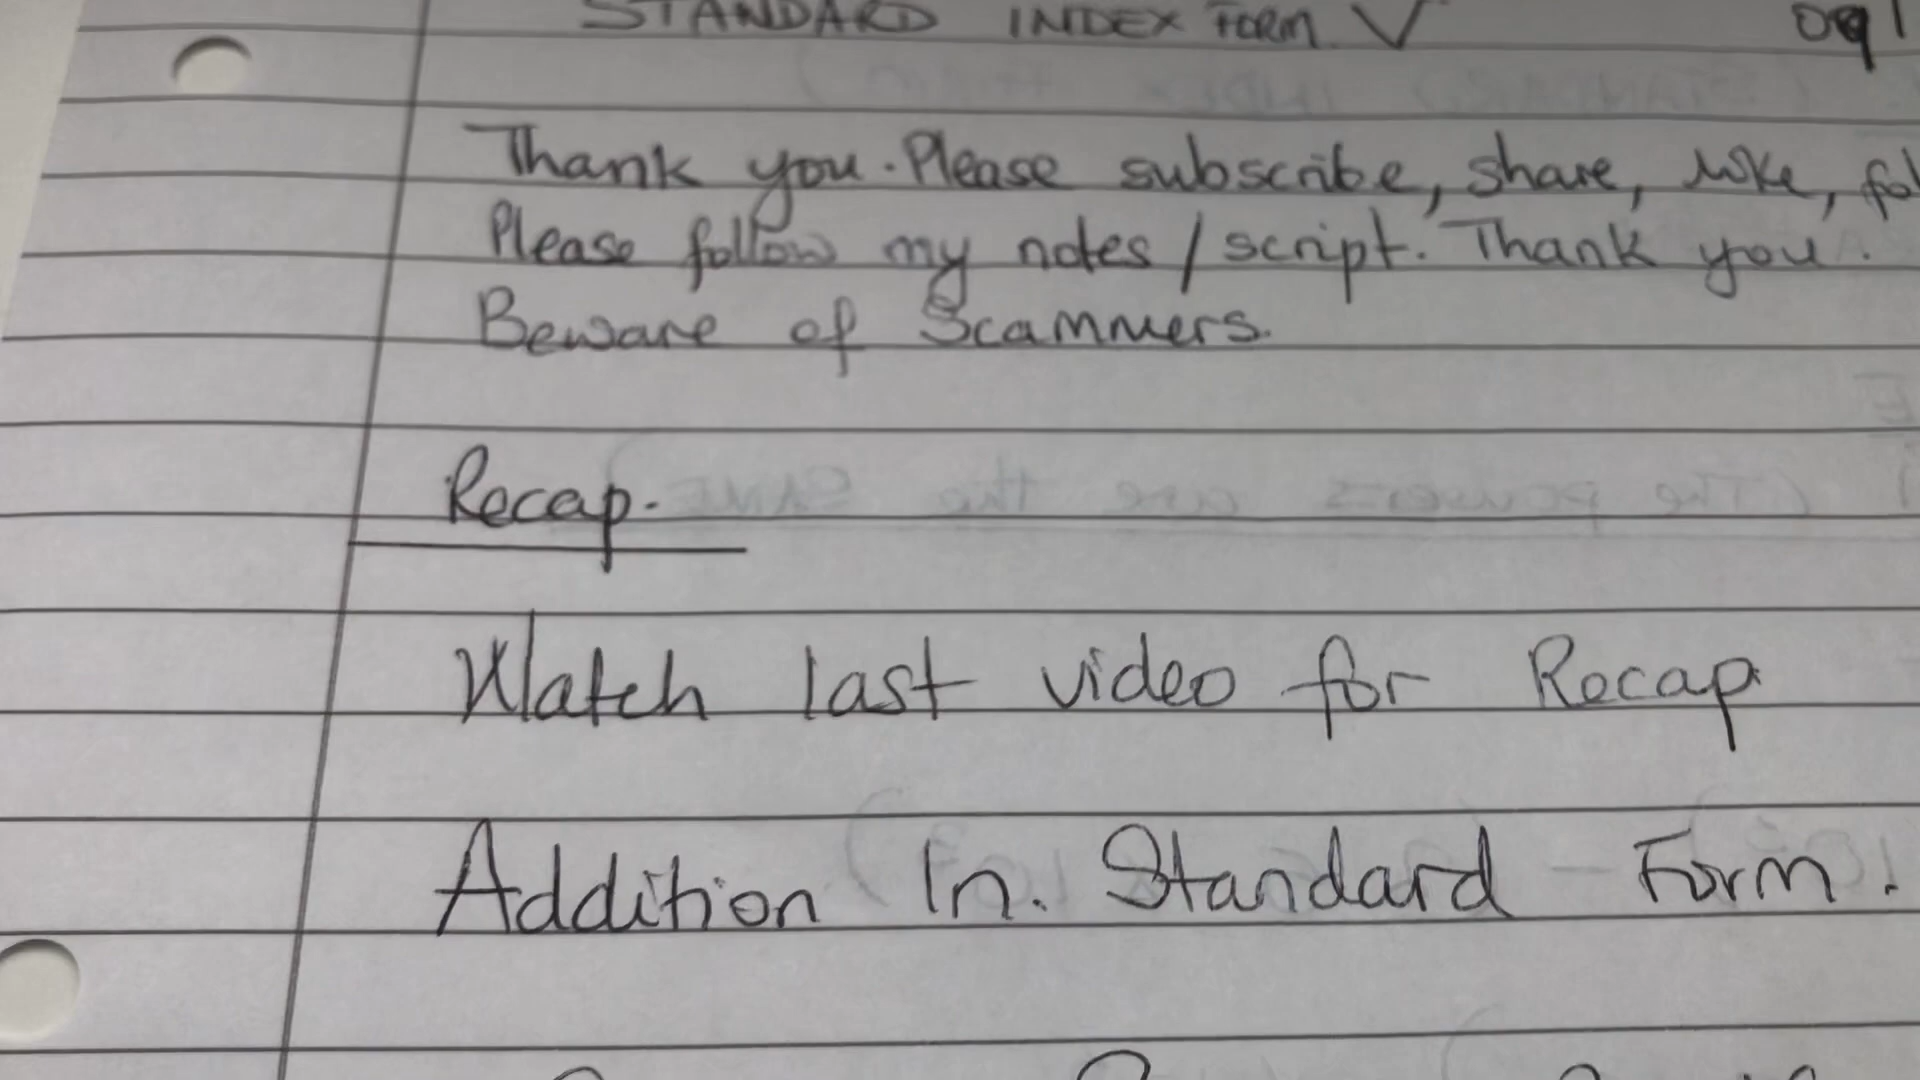 STANDARD INDEX FORM V
Thank you. Please subscribe, share, like,
Please follow my notes / script. Thank you.
Beware of Scammers.
Recap.
Watch last video for Recap
Addition In. Standard Form.